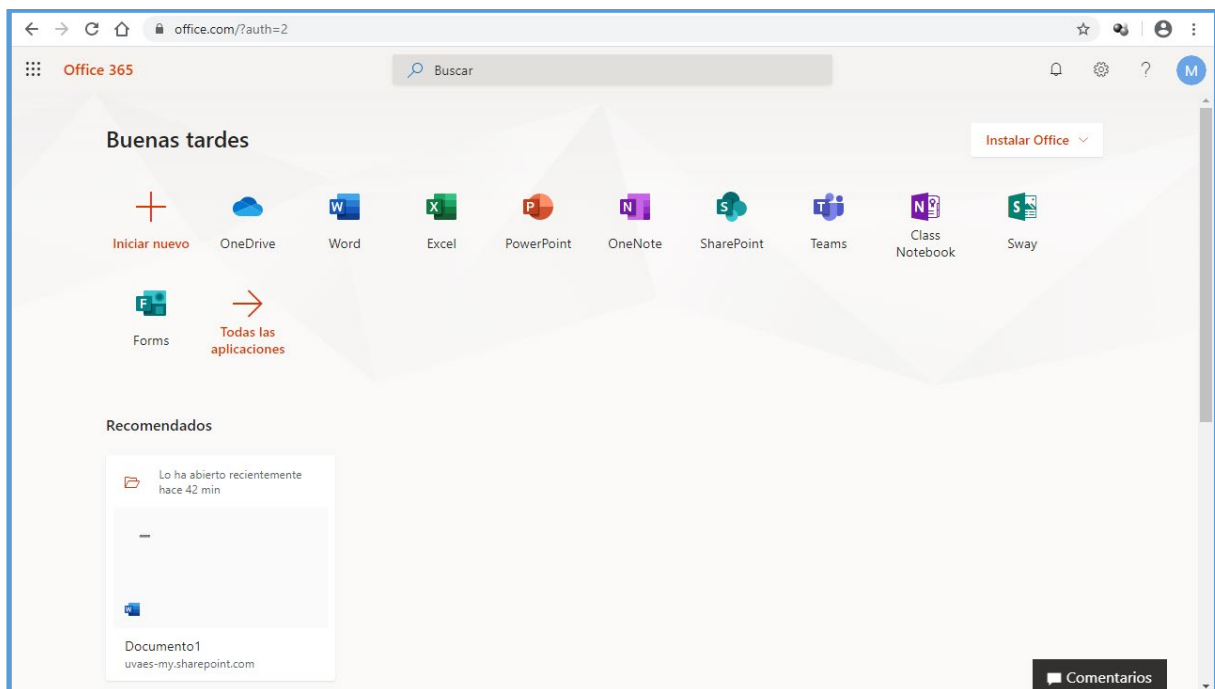 office.com/?auth=2
Office 365
Buscar
M
Buenas tardes
Instalar Office
Iniciar nuevo
OneDrive
Word
Excel
PowerPoint
OneNote
SharePoint
Teams
Class
Notebook
Sway
Forms
Todas las
aplicaciones
Recomendados
Lo ha abierto recientemente
hace 42 min
Documento1
uvaes-my.sharepoint.com
Comentarios